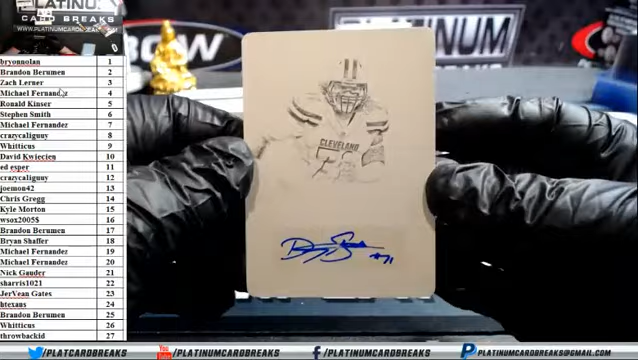 PLATINUM
CARD BREAKS
WWW.PLATINUMCARDBREAKS.COM
bryonnolan 1
Brandon Berumen 2
Zach Lerner 3
Michael Fernandez 4
Ronald Kinser 5
Stephen Smith 6
Michael Fernandez 7
crazycaliguuy 8
Whitticus 9
David Kwiecien 10
ed esper 11
crazycaliguuy 12
joemon42 13
Chris Gregg 14
Kyle Morton 15
wsox2005$ 16
Brandon Berumen 17
Bryan Shaffer 18
Michael Fernandez 19
Michael Fernandez 20
Nick Gauder 21
sharris1021 22
JerVean Gates 23
htexans 24
Brandon Berumen 25
Whitticus 26
throwbackid 27
PLATINUM
CLEVELAND
#71
/PLATCARDBREAKS
You Tube
/PLATINUMCARDBREAKS
/PLATINUMCARDBREAKS
PLATINUMCARDBREAKS